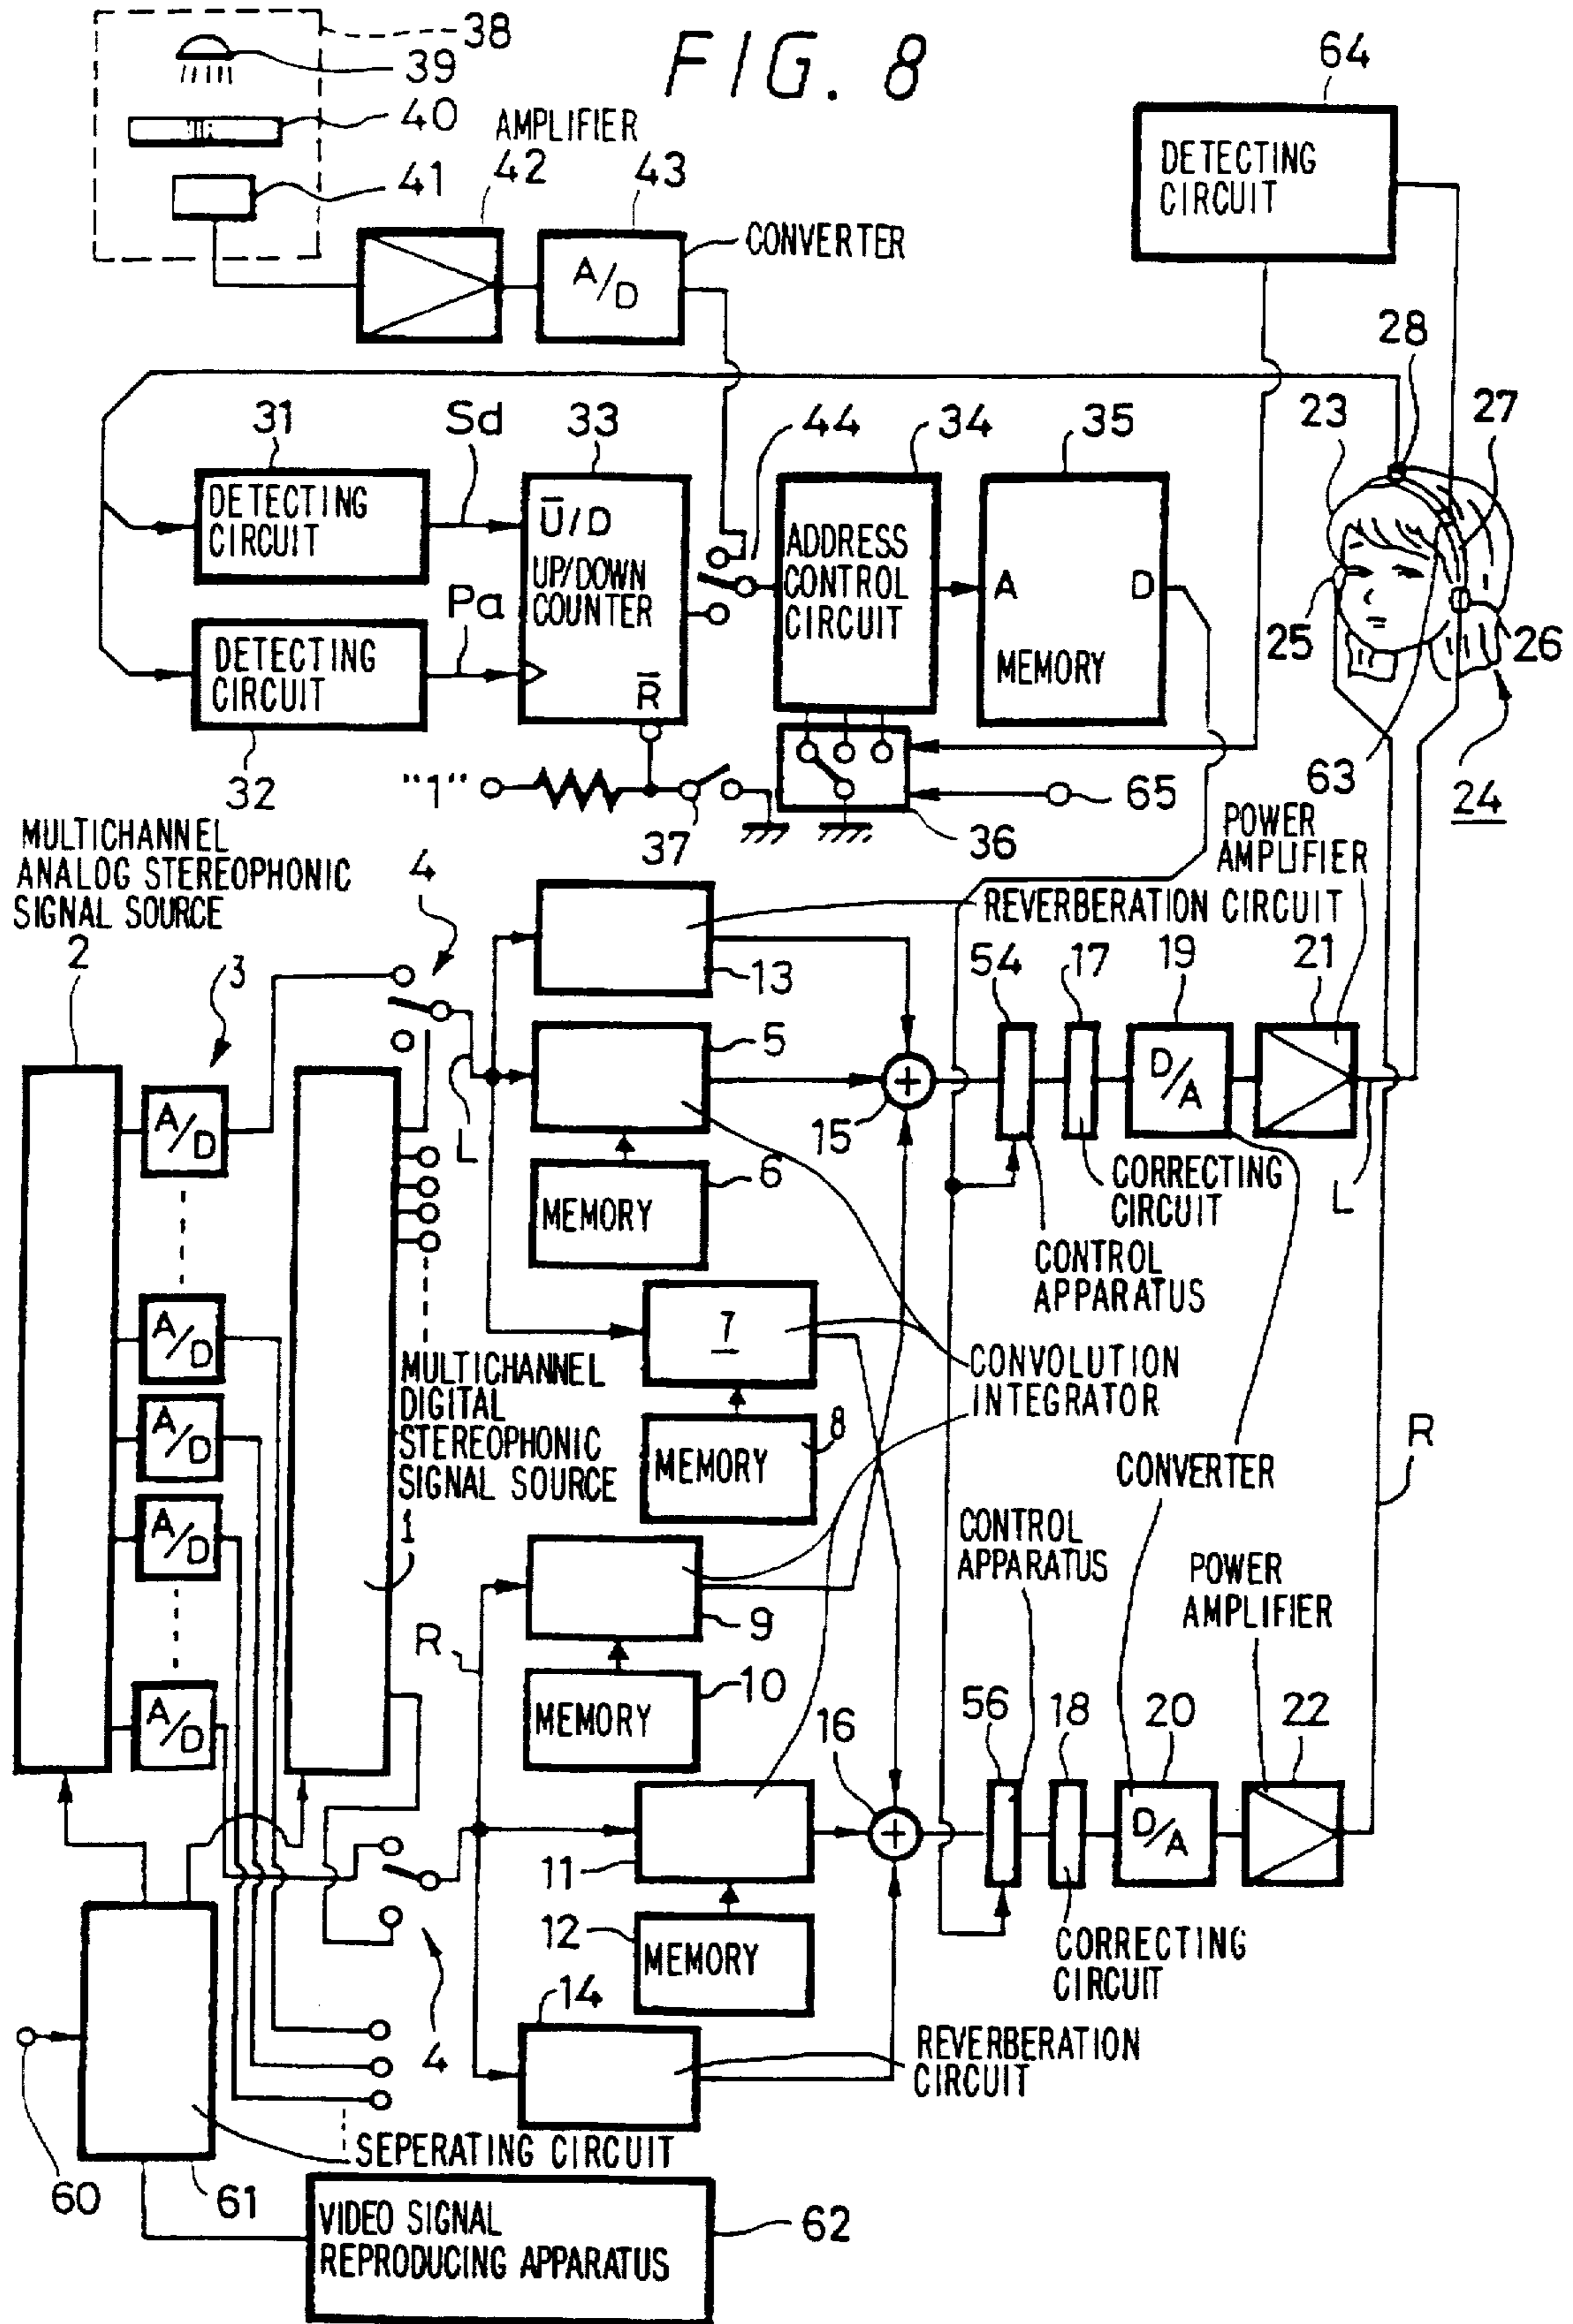 FIG. 8
38
39
40
41
AMPLIFIER
42
43
A/D
CONVERTER
64
DETECTING
CIRCUIT
28
23
27
25
26
63
24
31
DETECTING
CIRCUIT
Sd
33
U̅/D
UP/DOWN
COUNTER
R̅
44
34
ADDRESS
CONTROL
CIRCUIT
35
A
D
MEMORY
DETECTING
CIRCUIT
32
Pa
"1"
37
36
65
MULTICHANNEL
ANALOG STEREOPHONIC
SIGNAL SOURCE
2
3
4
L
A/D
A/D
A/D
A/D
A/D
MULTICHANNEL
DIGITAL
STEREOPHONIC
SIGNAL SOURCE
1
REVERBERATION CIRCUIT
13
5
MEMORY
6
7
MEMORY
8
CONVOLUTION
INTEGRATOR
15
54
17
19
D/A
21
POWER
AMPLIFIER
CORRECTING
CIRCUIT
CONTROL
APPARATUS
L
R
CONVERTER
R
9
MEMORY
10
11
12
MEMORY
16
CONTROL
APPARATUS
POWER
AMPLIFIER
56
18
20
D/A
22
CORRECTING
CIRCUIT
4
14
REVERBERATION
CIRCUIT
SEPERATING CIRCUIT
60
61
VIDEO SIGNAL
REPRODUCING APPARATUS
62